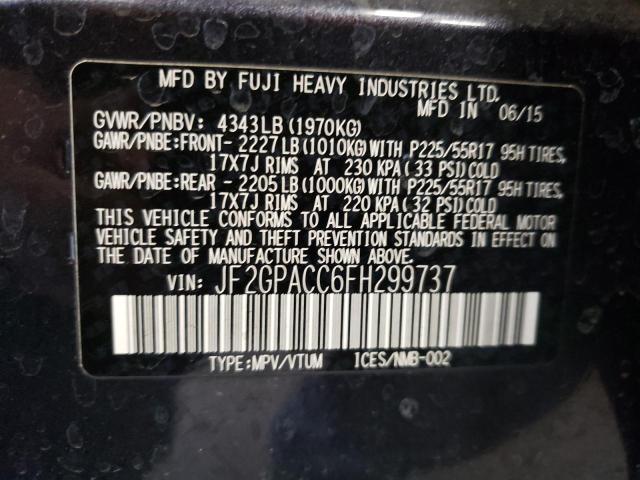 MFD BY FUJI HEAVY INDUSTRIES LTD.
MFD IN 06/15
GVWR/PNBV: 4343LB (1970KG)
GAWR/PNBE:FRONT- 2227LB(1010KG)WITH P225/55R17 95H TIRES,
17X7J RIMS AT 230 KPA( 33 PSI)COLD
GAWR/PNBE:REAR - 2205LB(1000KG)WITH P225/55R17 95H TIRES,
17X7J RIMS AT 220 KPA( 32 PSI)COLD
THIS VEHICLE CONFORMS TO ALL APPLICABLE FEDERAL MOTOR
VEHICLE SAFETY AND THEFT PREVENTION STANDARDS IN EFFECT ON
THE DATE OF MANUFACTURE SHOWN ABOVE.
VIN: JF2GPACC6FH299737
TYPE:MPV/VTUM ICES/NMB-002